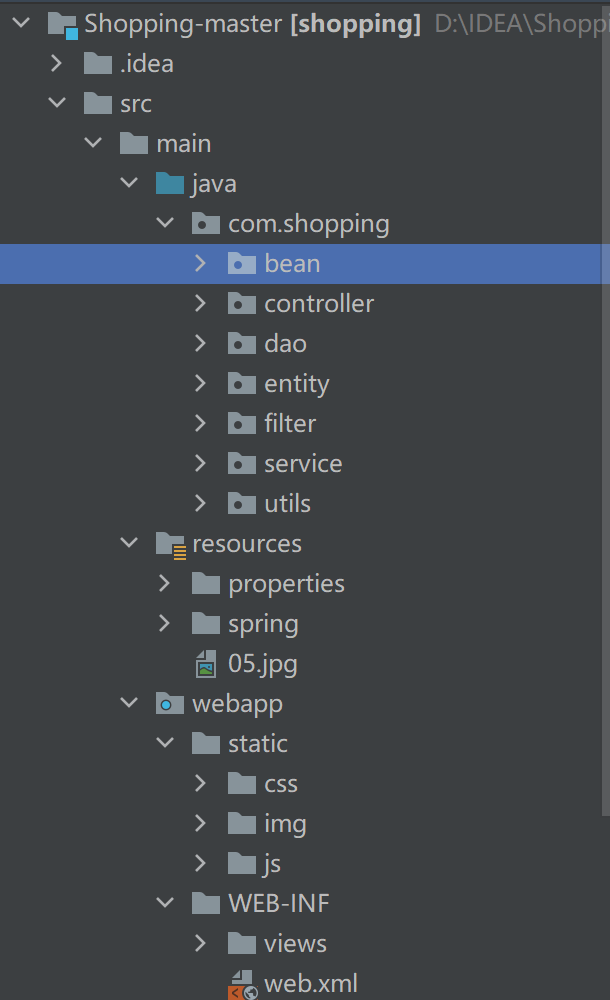 Shopping-master [shopping] D:\IDEA\Shoppi
.idea
src
main
java
com.shopping
bean
controller
dao
entity
filter
service
utils
resources
properties
spring
05.jpg
webapp
static
css
img
js
WEB-INF
views
web.xml